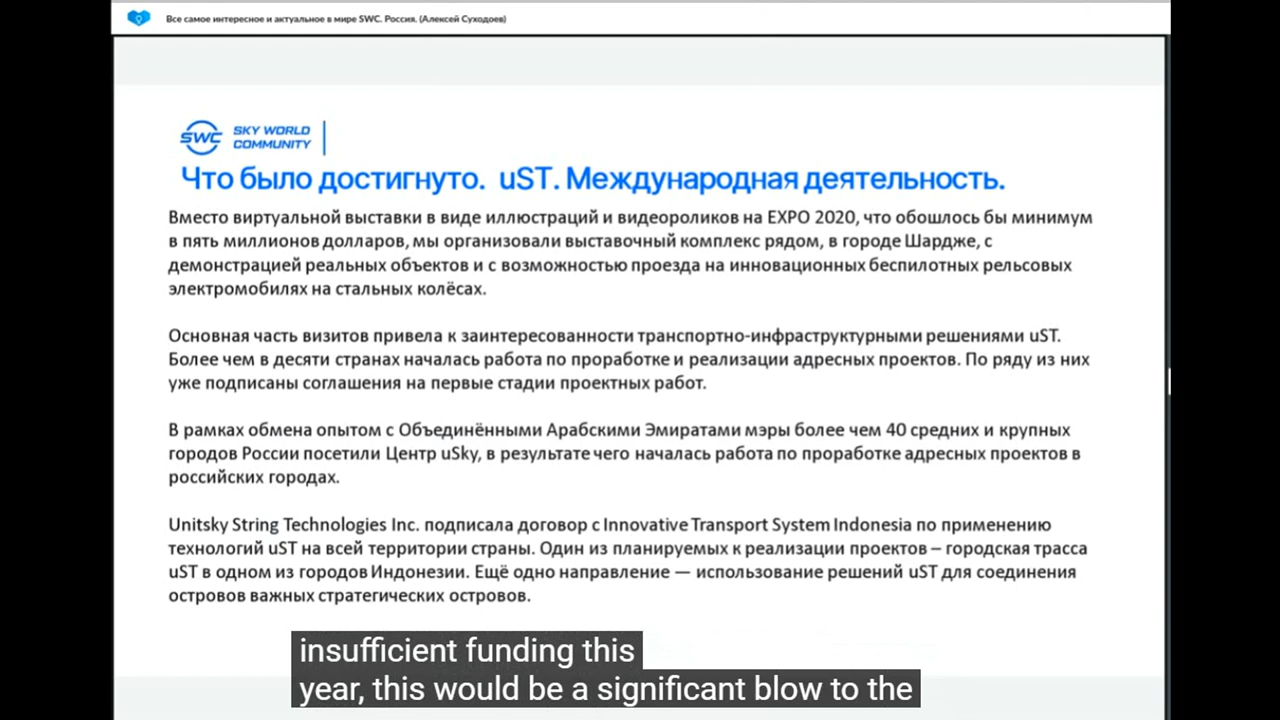 Все самое интересное и актуальное в мире SWC. Россия. (Алексей Суходоев)
SWC
SKY WORLD
COMMUNITY
Что было достигнуто. uST. Международная деятельность.
Вместо виртуальной выставки в виде иллюстраций и видеороликов на EXPO 2020, что обошлось бы минимум
в пять миллионов долларов, мы организовали выставочный комплекс рядом, в городе Шардже, с
демонстрацией реальных объектов и с возможностью проезда на инновационных беспилотных рельсовых
электромобилях на стальных колёсах.
Основная часть визитов привела к заинтересованности транспортно-инфраструктурными решениями uST.
Более чем в десяти странах началась работа по проработке и реализации адресных проектов. По ряду из них
уже подписаны соглашения на первые стадии проектных работ.
В рамках обмена опытом с Объединёнными Арабскими Эмиратами мэры более чем 40 средних и крупных
городов России посетили Центр uSky, в результате чего началась работа по проработке адресных проектов в
российских городах.
Unitsky String Technologies Inc. подписала договор с Innovative Transport System Indonesia по применению
технологий uST на всей территории страны. Один из планируемых к реализации проектов – городская трасса
uST в одном из городов Индонезии. Ещё одно направление — использование решений uST для соединения
островов важных стратегических островов.
insufficient funding this
year, this would be a significant blow to the